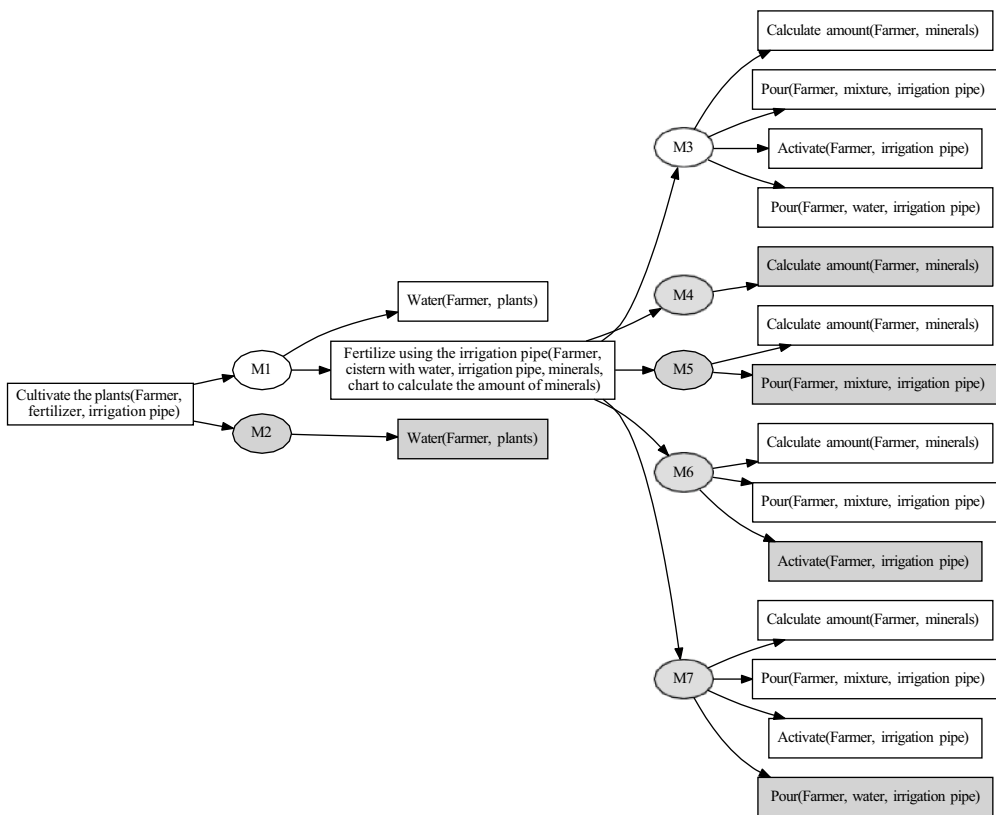 Cultivate the plants(Farmer,
fertilizer, irrigation pipe)
M1
M2
Water(Farmer, plants)
Fertilize using the irrigation pipe(Farmer,
cistern with water, irrigation pipe, minerals,
chart to calculate the amount of minerals)
Water(Farmer, plants)
M3
M4
M5
M6
M7
Calculate amount(Farmer, minerals)
Pour(Farmer, mixture, irrigation pipe)
Activate(Farmer, irrigation pipe)
Pour(Farmer, water, irrigation pipe)
Calculate amount(Farmer, minerals)
Calculate amount(Farmer, minerals)
Pour(Farmer, mixture, irrigation pipe)
Calculate amount(Farmer, minerals)
Pour(Farmer, mixture, irrigation pipe)
Activate(Farmer, irrigation pipe)
Calculate amount(Farmer, minerals)
Pour(Farmer, mixture, irrigation pipe)
Activate(Farmer, irrigation pipe)
Pour(Farmer, water, irrigation pipe)